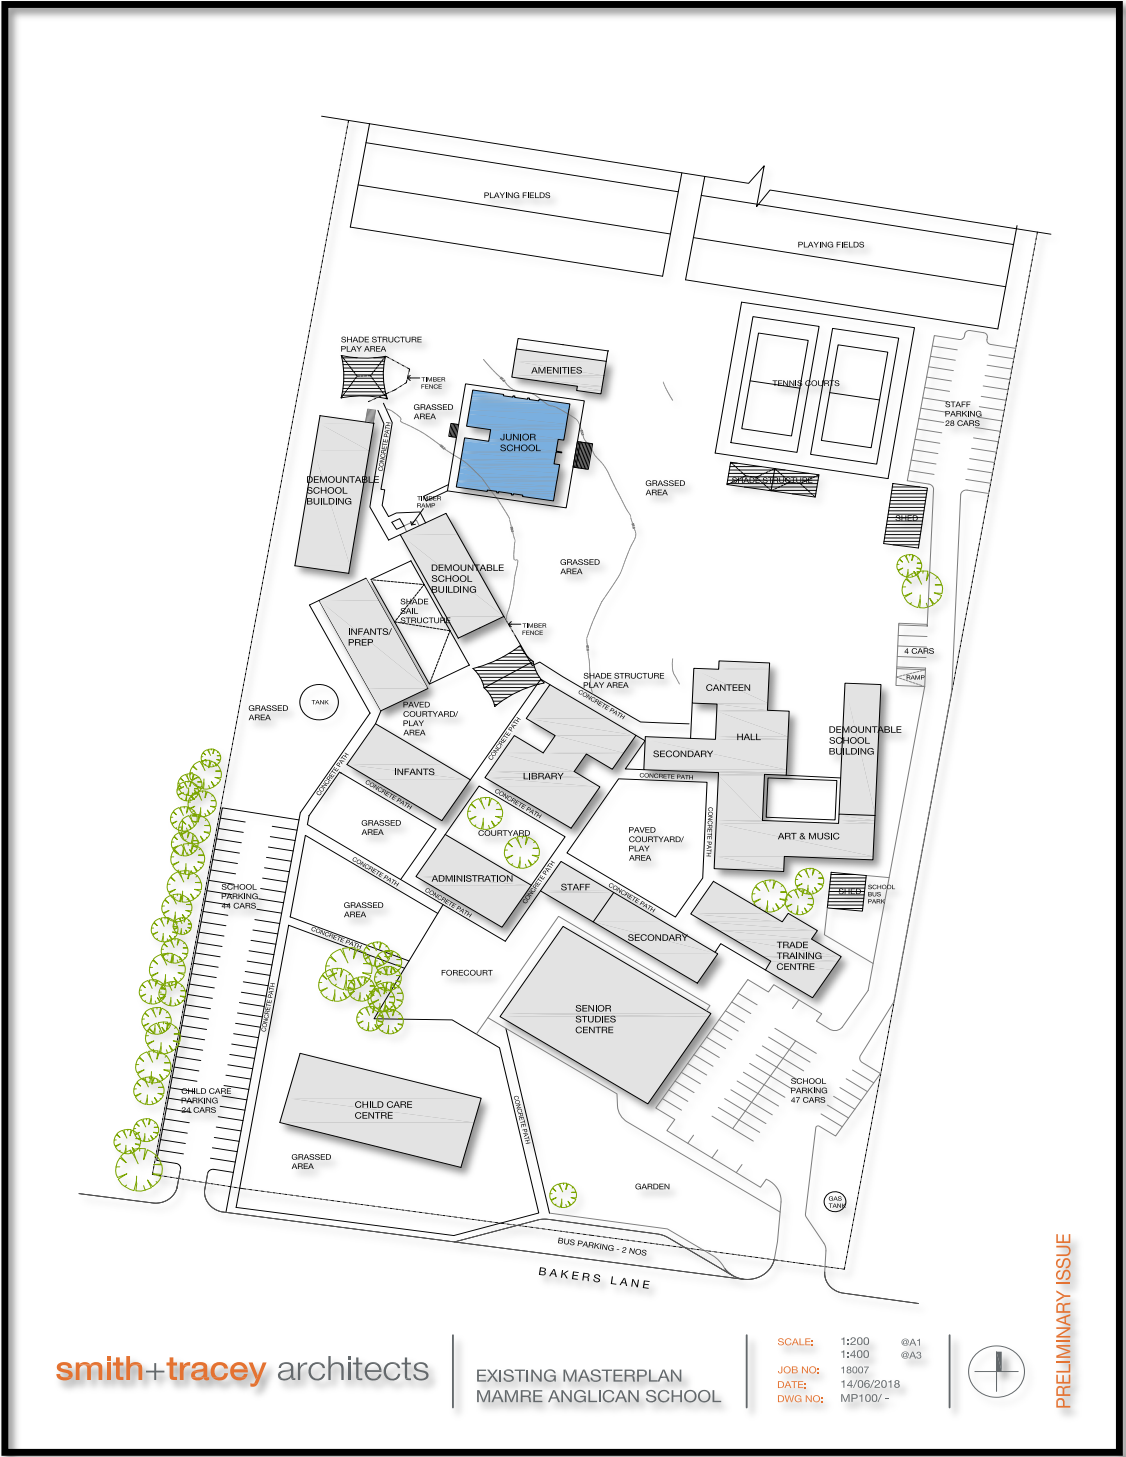 PLAYING FIELDS
PLAYING FIELDS
SHADE STRUCTURE
PLAY AREA
TIMBER
FENCE
AMENITIES
GRASSED
AREA
TENNIS COURTS
STAFF
PARKING
28 CARS
CONCRETE PATH
JUNIOR
SCHOOL
DEMOUNTABLE
SCHOOL
BUILDING
GRASSED
AREA
SHADE STRUCTURE
TIMBER
RAMP
SHED
GRASSED
AREA
DEMOUNTABLE
SCHOOL
BUILDING
SHADE
SAIL
STRUCTURE
INFANTS/
PREP
TIMBER
FENCE
4 CARS
RAMP
SHADE STRUCTURE
PLAY AREA
CANTEEN
CONCRETE PATH
TANK
GRASSED
AREA
PAVED
COURTYARD/
PLAY
AREA
CONCRETE PATH
HALL
DEMOUNTABLE
SCHOOL
BUILDING
SECONDARY
CONCRETE PATH
INFANTS
LIBRARY
CONCRETE PATH
CONCRETE PATH
CONCRETE PATH
CONCRETE PATH
GRASSED
AREA
COURTYARD
PAVED
COURTYARD/
PLAY
AREA
CONCRETE PATH
ART & MUSIC
CONCRETE PATH
ADMINISTRATION
CONCRETE PATH
CONCRETE PATH
STAFF
CONCRETE PATH
SHED
SCHOOL
BUS
PARK
SCHOOL
PARKING
44 CARS
GRASSED
AREA
CONCRETE PATH
SECONDARY
TRADE
TRAINING
CENTRE
FORECOURT
CONCRETE PATH
SENIOR
STUDIES
CENTRE
SCHOOL
PARKING
47 CARS
CHILD CARE
PARKING
24 CARS
CHILD CARE
CENTRE
CONCRETE PATH
GRASSED
AREA
GARDEN
GAS
TANK
BUS PARKING - 2 NOS
BAKERS LANE
PRELIMINARY ISSUE
smith+tracey architects
EXISTING MASTERPLAN
MAMRE ANGLICAN SCHOOL
SCALE: 1:200 @A1
1:400 @A3
JOB NO: 18007
DATE: 14/06/2018
DWG NO: MP100/ -